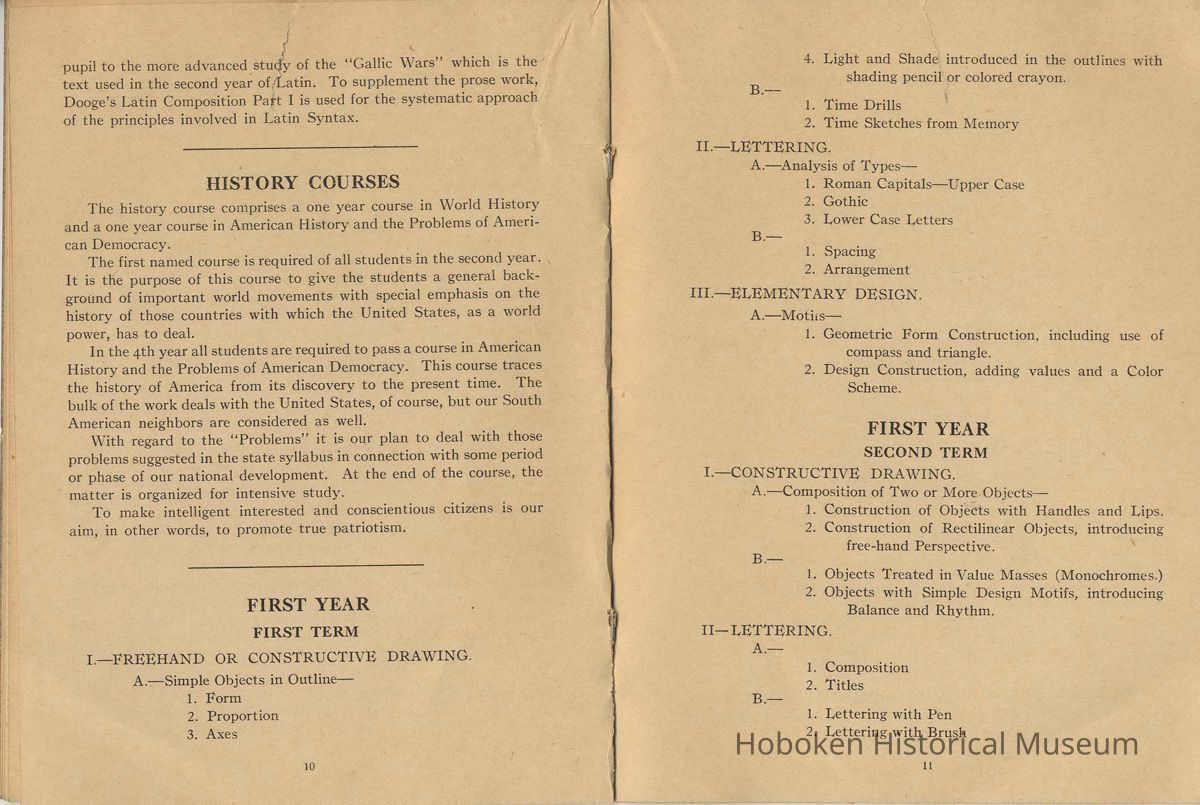 pupil to the more advanced study of the "Gallic Wars" which is the
text used in the second year of Latin. To supplement the prose work,
Dooge's Latin Composition Part I is used for the systematic approach
of the principles involved in Latin Syntax.
HISTORY COURSES
The history course comprises a one year course in World History
and a one year course in American History and the Problems of Ameri-
can Democracy.
The first named course is required of all students in the second year.
It is the purpose of this course to give the students a general back-
ground of important world movements with special emphasis on the
history of those countries with which the United States, as a world
power, has to deal.
In the 4th year all students are required to pass a course in American
History and the Problems of American Democracy. This course traces
the history of America from its discovery to the present time. The
bulk of the work deals with the United States, of course, but our South
American neighbors are considered as well.
With regard to the "Problems" it is our plan to deal with those
problems suggested in the state syllabus in connection with some period
or phase of our national development. At the end of the course, the
matter is organized for intensive study.
To make intelligent interested and conscientious citizens is our
aim, in other words, to promote true patriotism.
FIRST YEAR
FIRST TERM
I.—FREEHAND OR CONSTRUCTIVE DRAWING.
A.—Simple Objects in Outline—
1. Form
2. Proportion
3. Axes
10
4. Light and Shade introduced in the outlines with
shading pencil or colored crayon.
B.—
1. Time Drills
2. Time Sketches from Memory
II.—LETTERING.
A.—Analysis of Types—
1. Roman Capitals—Upper Case
2. Gothic
3. Lower Case Letters
B.—
1. Spacing
2. Arrangement
III.—ELEMENTARY DESIGN.
A.—Motifs—
1. Geometric Form Construction, including use of
compass and triangle.
2. Design Construction, adding values and a Color
Scheme.
FIRST YEAR
SECOND TERM
I.—CONSTRUCTIVE DRAWING.
A.—Composition of Two or More Objects—
1. Construction of Objects with Handles and Lips.
2. Construction of Rectilinear Objects, introducing
free-hand Perspective.
B.—
1. Objects Treated in Value Masses (Monochromes.)
2. Objects with Simple Design Motifs, introducing
Balance and Rhythm.
II—LETTERING.
A.—
1. Composition
2. Titles
B.—
1. Lettering with Pen
2. Lettering with Brush
Hoboken Historical Museum
11